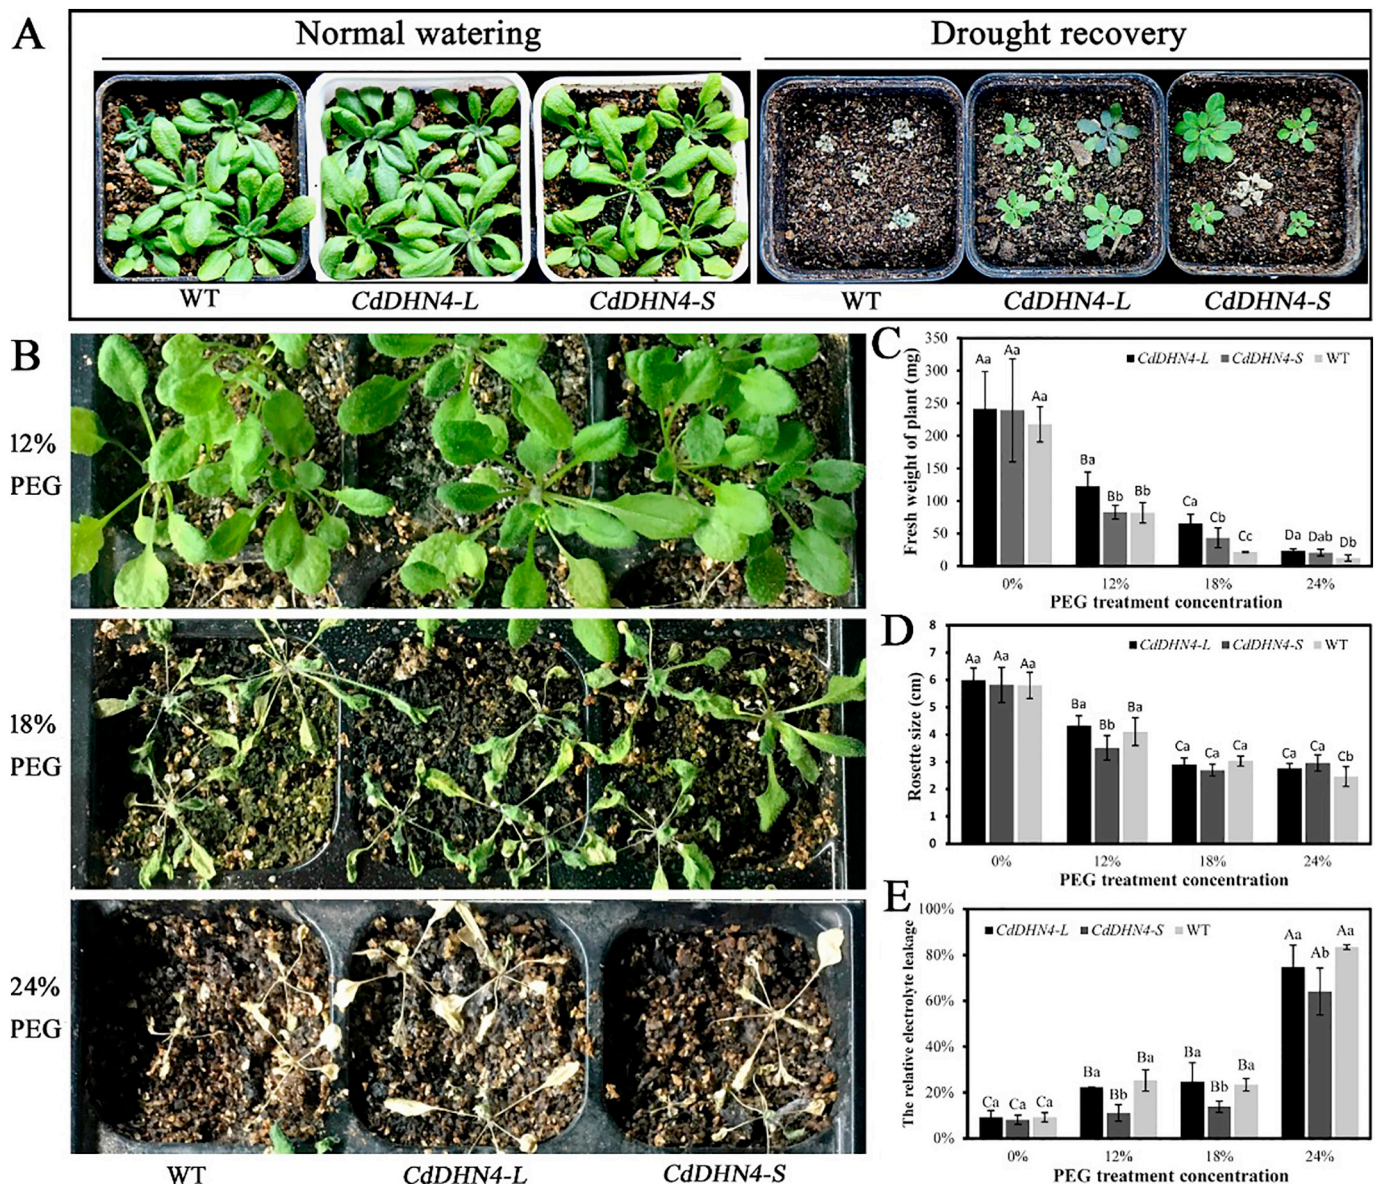 A
Normal watering
Drought recovery
WT
CdDHN4-L
CdDHN4-S
WT
CdDHN4-L
CdDHN4-S
B
12%
PEG
18%
PEG
24%
PEG
WT
CdDHN4-L
CdDHN4-S
C
Fresh weight of plant (mg)
350
300
250
200
150
100
50
0
CdDHN4-L CdDHN4-S WT
Aa Aa Aa
Ba Bb Bb
Ca Cb Cc
Da Dab Db
0% 12% 18% 24%
PEG treatment concentration
D
Rosette size (cm)
8
7
6
5
4
3
2
1
0
CdDHN4-L CdDHN4-S WT
Aa Aa Aa
Ba Bb Ba
Ca Ca Ca
Ca Ca Cb
0% 12% 18% 24%
PEG treatment concentration
E
The relative electrolyte leakage
100%
80%
60%
40%
20%
0%
CdDHN4-L CdDHN4-S WT
Ca Ca Ca
Ba Bb Ba
Ba Bb Ba
Aa Ab Aa
0% 12% 18% 24%
PEG treatment concentration